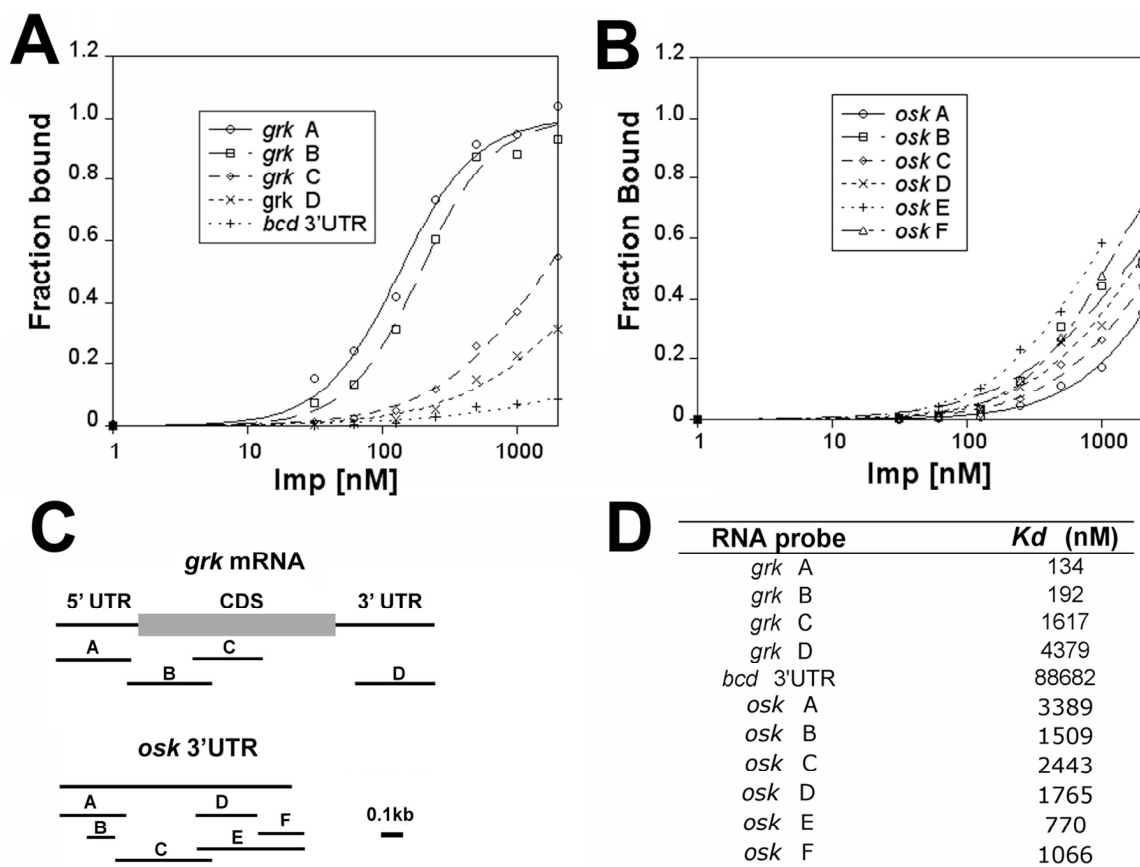 A
1.2
1.0
0.8
0.6
0.4
0.2
0
Fraction bound
grk A
grk B
grk C
grk D
bcd 3'UTR
1
10
100
1000
Imp [nM]
B
1.2
1.0
0.8
0.6
0.4
0.2
0
Fraction Bound
osk A
osk B
osk C
osk D
osk E
osk F
1
10
100
1000
Imp [nM]
C
grk mRNA
5' UTR CDS 3' UTR
A
C
B
D
osk 3'UTR
A
D
B
F
E
C
0.1kb
D
RNA probe Kd (nM)
grk A 134
grk B 192
grk C 1617
grk D 4379
bcd 3'UTR 88682
osk A 3389
osk B 1509
osk C 2443
osk D 1765
osk E 770
osk F 1066